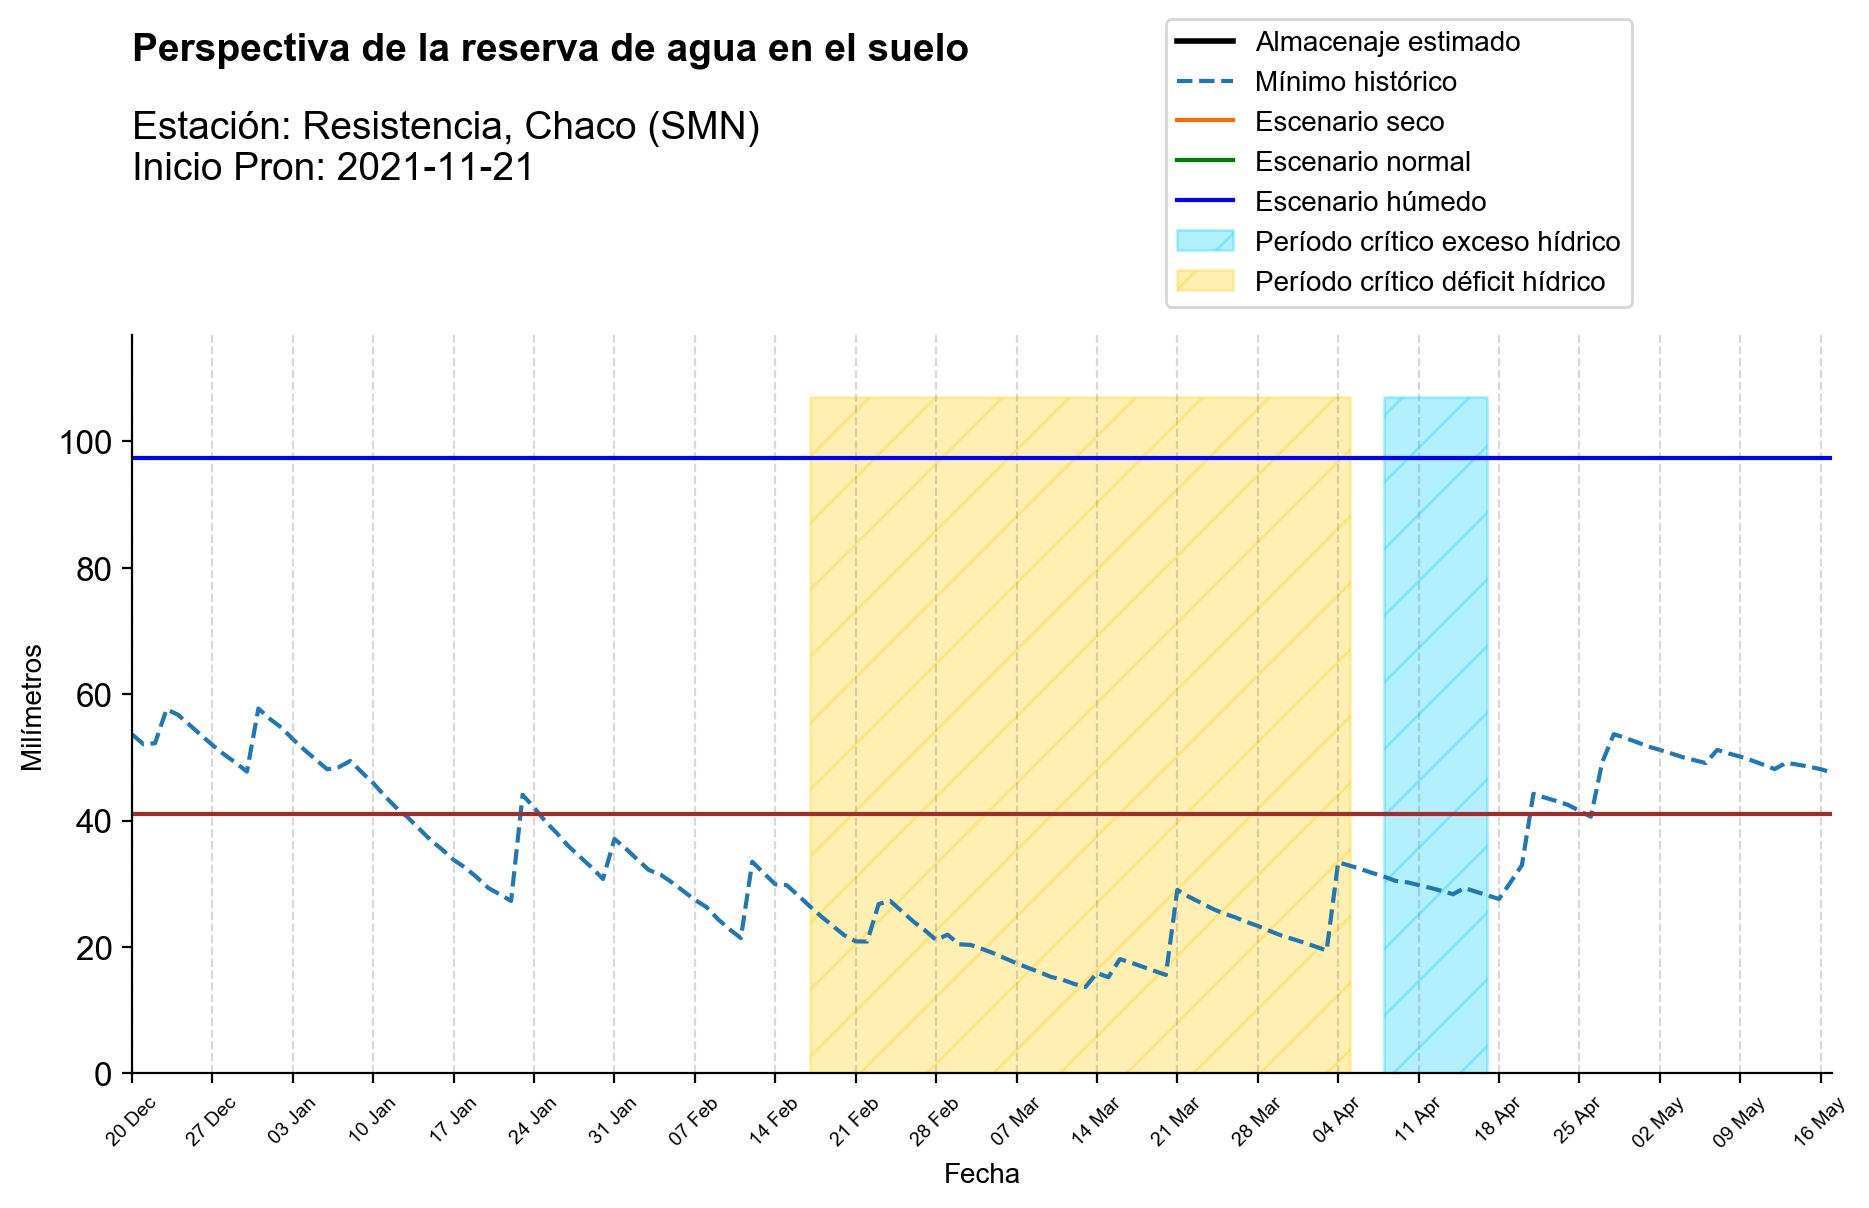 Perspectiva de la reserva de agua en el suelo
Estación: Resistencia, Chaco (SMN)
Inicio Pron: 2021-11-21
Almacenaje estimado
Mínimo histórico
Escenario seco
Escenario normal
Escenario húmedo
Período crítico exceso hídrico
Período crítico déficit hídrico
Milímetros
100
80
60
40
20
0
20 Dec
27 Dec
03 Jan
10 Jan
17 Jan
24 Jan
31 Jan
07 Feb
14 Feb
21 Feb
28 Feb
07 Mar
14 Mar
21 Mar
28 Mar
04 Apr
11 Apr
18 Apr
25 Apr
02 May
09 May
16 May
Fecha